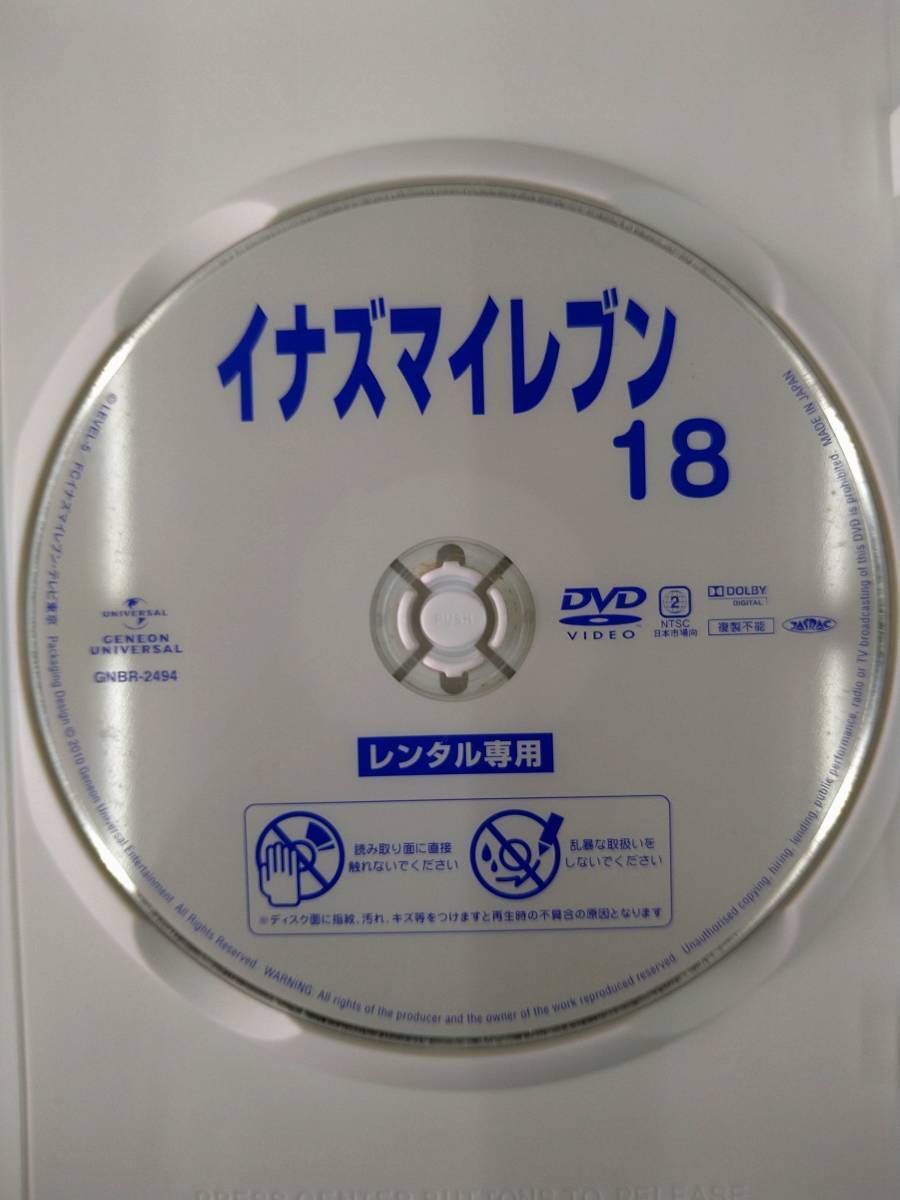 イナズマイレブン
18
UNIVERSAL
GENEON
UNIVERSAL
GNBR-2494
PUSH
DVD
VIDEO
2
NTSC
日本市場向
DOLBY
DIGITAL
複製不能
JASRAC
レンタル専用
読み取り面に直接
触れないでください
乱暴な取扱いを
しないでください
※ディスク面に指紋、汚れ、キズ等をつけますと再生時の不具合の原因となります
© LEVEL-5 FCイナズマイレブン・テレビ東京 Packaging Design © 2010 Geneon Universal Entertainment. All Rights Reserved. WARNING: All rights of the producer and the owner of the work reproduced reserved. Unauthorised copying, hiring, lending, public performance, radio or TV broadcasting of this DVD is prohibited. MADE IN JAPAN
PRESS CENTER BUTTONS TO RELEASE